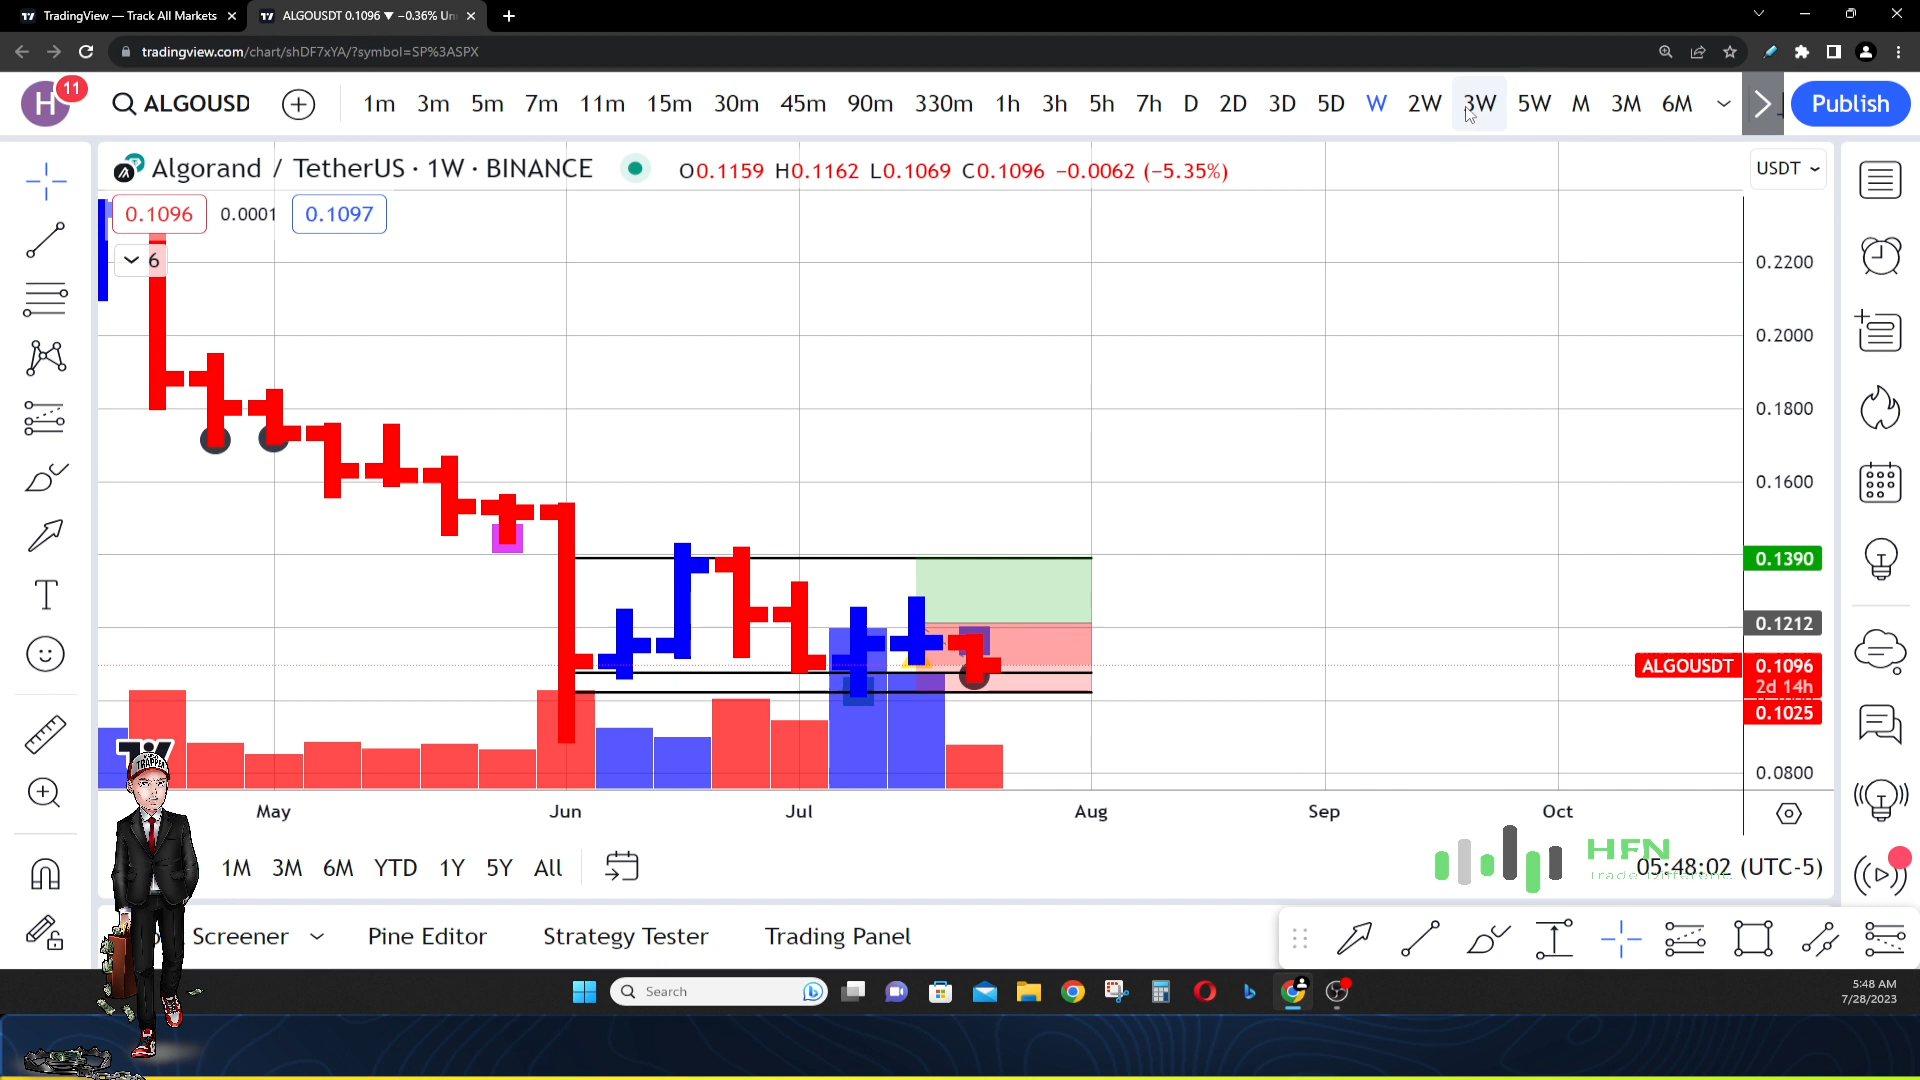 TradingView — Track All Markets
ALGOUSDT 0.1096 ▼ −0.36% Un
tradingview.com/chart/shDF7xYA/?symbol=SP%3ASPX
H
11
ALGOUSD
1m 3m 5m 7m 11m 15m 30m 45m 90m 330m 1h 3h 5h 7h D 2D 3D 5D W 2W 3W 5W M 3M 6M
Publish
Algorand / TetherUS · 1W · BINANCE
O0.1159 H0.1162 L0.1069 C0.1096 −0.0062 (−5.35%)
USDT
0.1096
0.0001
0.1097
6
0.2200
0.2000
0.1800
0.1600
0.1390
0.1212
ALGOUSDT 0.1096
2d 14h
0.1025
0.0800
TRAPPER
May Jun Jul Aug Sep Oct
1M 3M 6M YTD 1Y 5Y All
HFN
05:48:02 (UTC-5)
Screener
Pine Editor
Strategy Tester
Trading Panel
Search
5:48 AM
7/28/2023